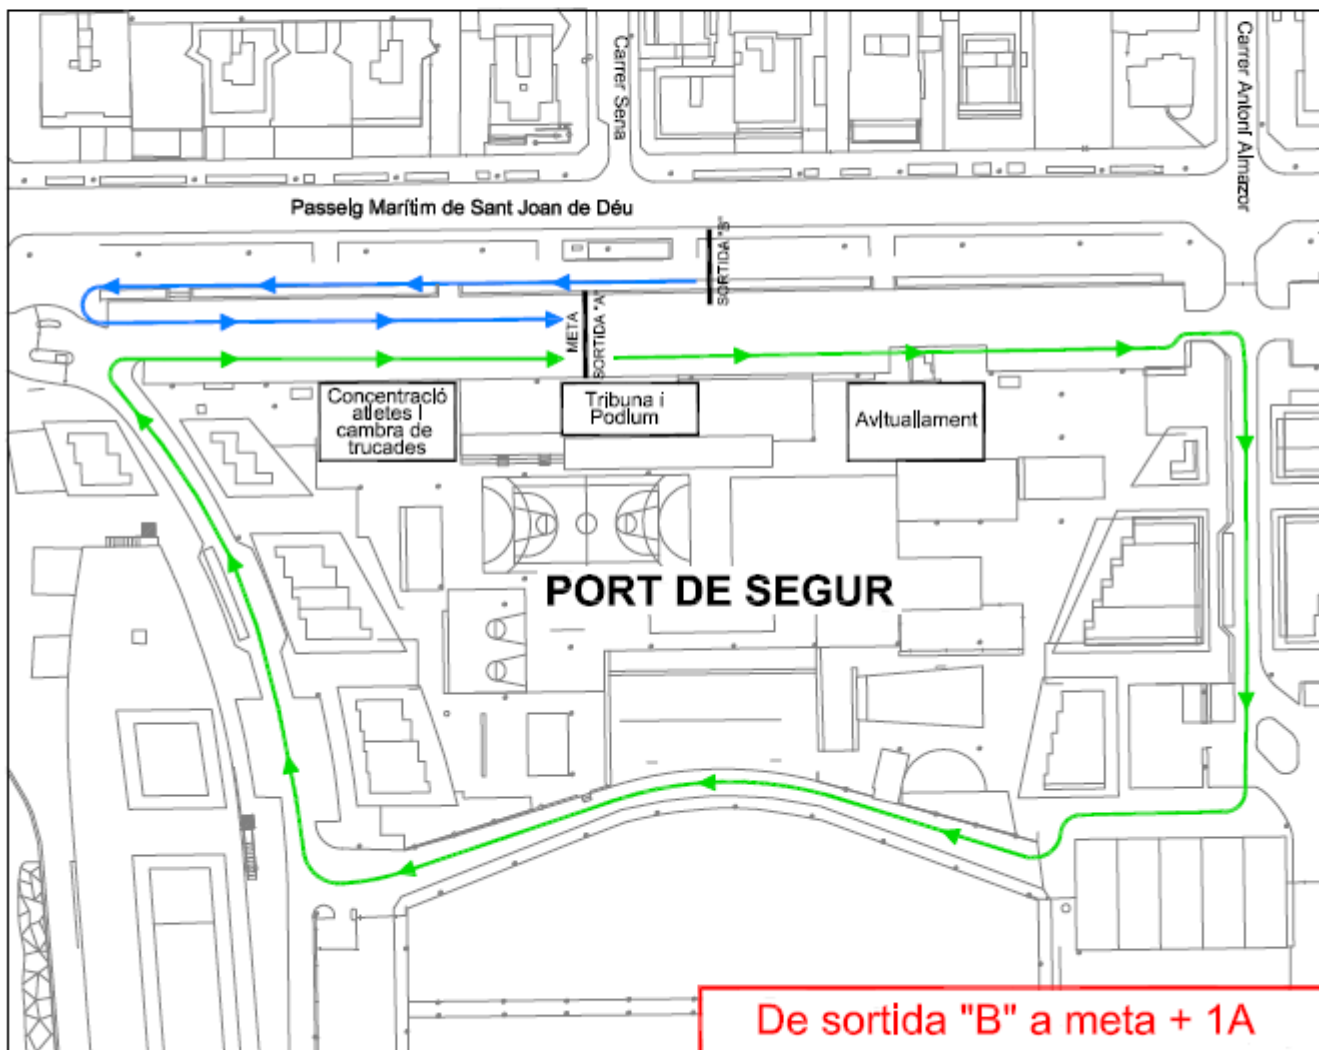 Carrer Sena
Carrer Antoni Almazor
Passeig Marítim de Sant Joan de Déu
SORTIDA "B"
META
SORTIDA "A"
Concentració
atletes i
cambra de
trucades
Tribuna i
Podium
Avituallament
PORT DE SEGUR
De sortida "B" a meta + 1A